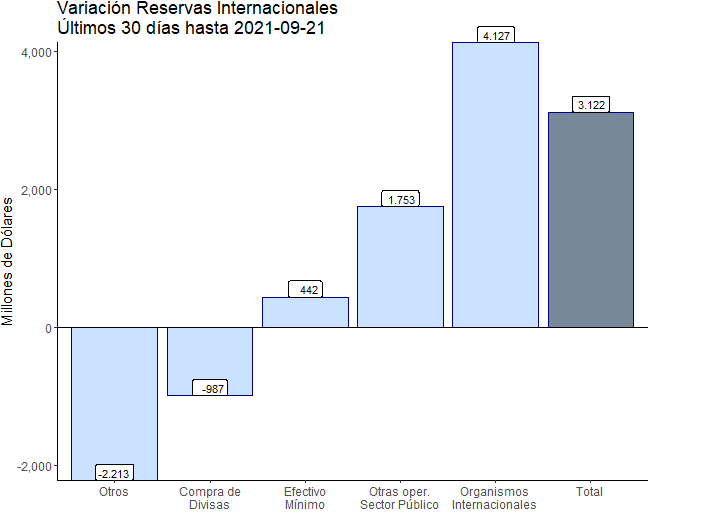 Variación Reservas Internacionales
Últimos 30 días hasta 2021-09-21
Millones de Dólares
4,000
2,000
0
-2,000
-2.213
-987
442
1.753
4.127
3.122
Otros
Compra de
Divisas
Efectivo
Mínimo
Otras oper.
Sector Público
Organismos
Internacionales
Total